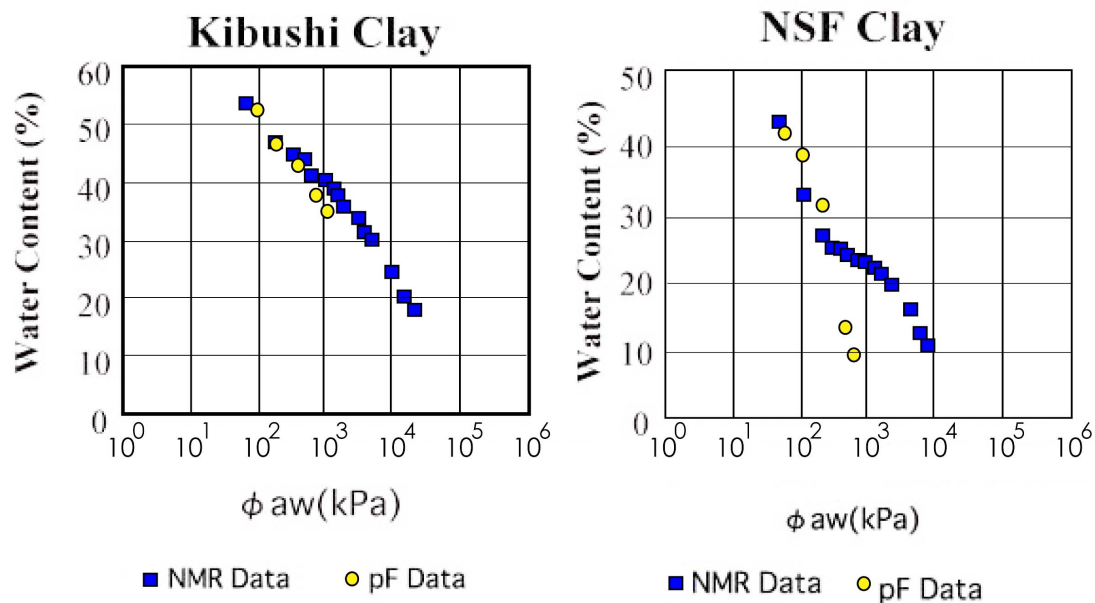 Kibushi Clay
Water Content (%)
60
50
40
30
20
10
0
10^0 10^1 10^2 10^3 10^4 10^5 10^6
ϕ aw(kPa)
NMR Data pF Data
NSF Clay
Water Content (%)
50
40
30
20
10
0
10^0 10^1 10^2 10^3 10^4 10^5 10^6
ϕ aw(kPa)
NMR Data pF Data